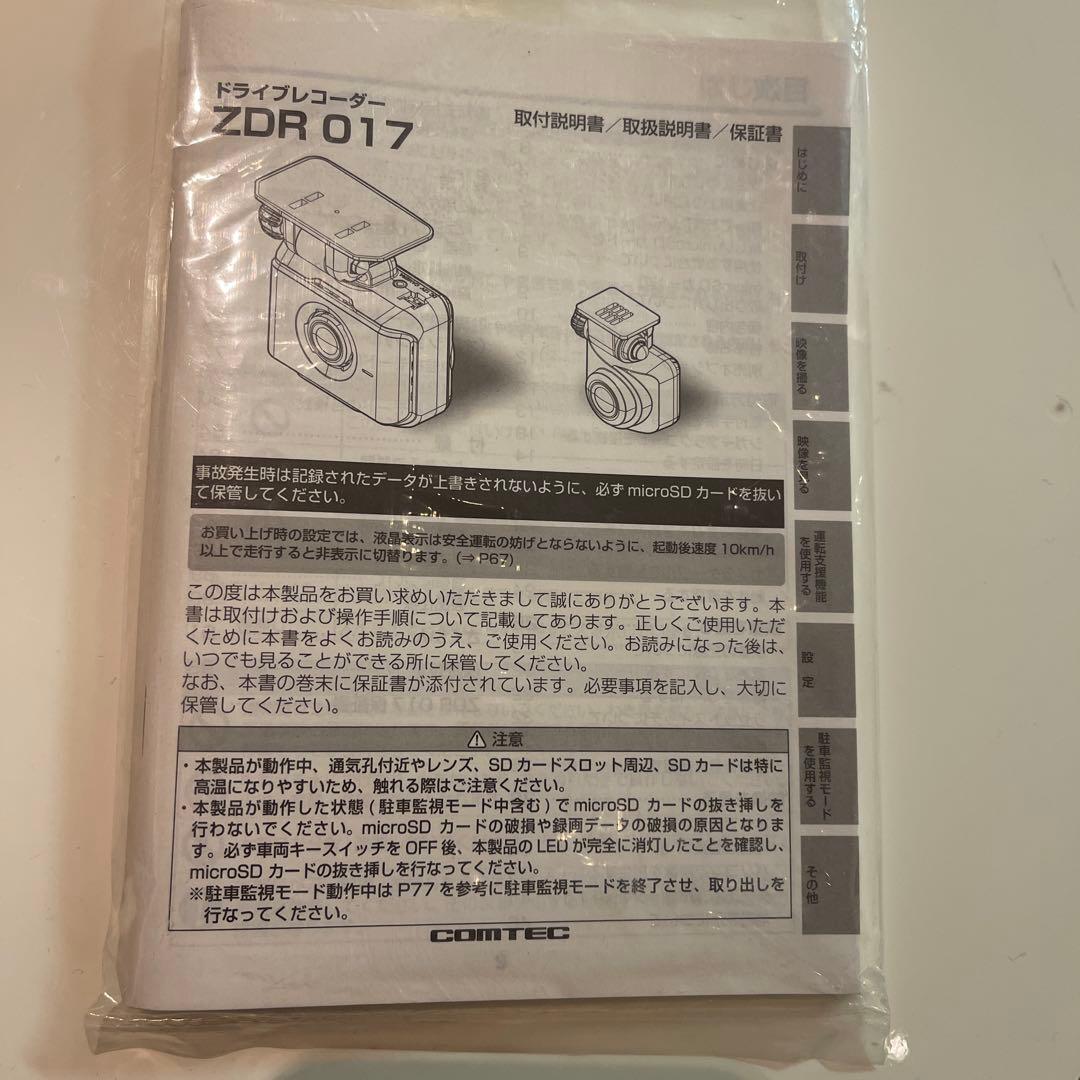 ドライブレコーダー
ZDR 017
取付説明書／取扱説明書／保証書
はじめに
取付け
映像を撮る
映像を見る
運転支援機能
を使用する
設 定
駐車監視モード
を使用する
その他
事故発生時は記録されたデータが上書きされないように、必ず microSD カードを抜い
て保管してください。
お買い上げ時の設定では、液晶表示は安全運転の妨げとならないように、起動後速度 10km/h
以上で走行すると非表示に切替ります。(⇒ P67)
この度は本製品をお買い求めいただきまして誠にありがとうございます。本
書は取付けおよび操作手順について記載してあります。正しくご使用いただ
くために本書をよくお読みのうえ、ご使用ください。お読みになった後は、
いつでも見ることができる所に保管してください。
なお、本書の巻末に保証書が添付されています。必要事項を記入し、大切に
保管してください。
⚠ 注意
・本製品が動作中、通気孔付近やレンズ、SD カードスロット周辺、SD カードは特に
高温になりやすいため、触れる際はご注意ください。
・本製品が動作した状態 ( 駐車監視モード中含む ) で microSD カードの抜き挿しを
行わないでください。microSD カードの破損や録画データの破損の原因となりま
す。必ず車両キースイッチを OFF 後、本製品の LED が完全に消灯したことを確認し、
microSD カードの抜き挿しを行なってください。
※駐車監視モード動作中は P77 を参考に駐車監視モードを終了させ、取り出しを
行なってください。
COMTEC